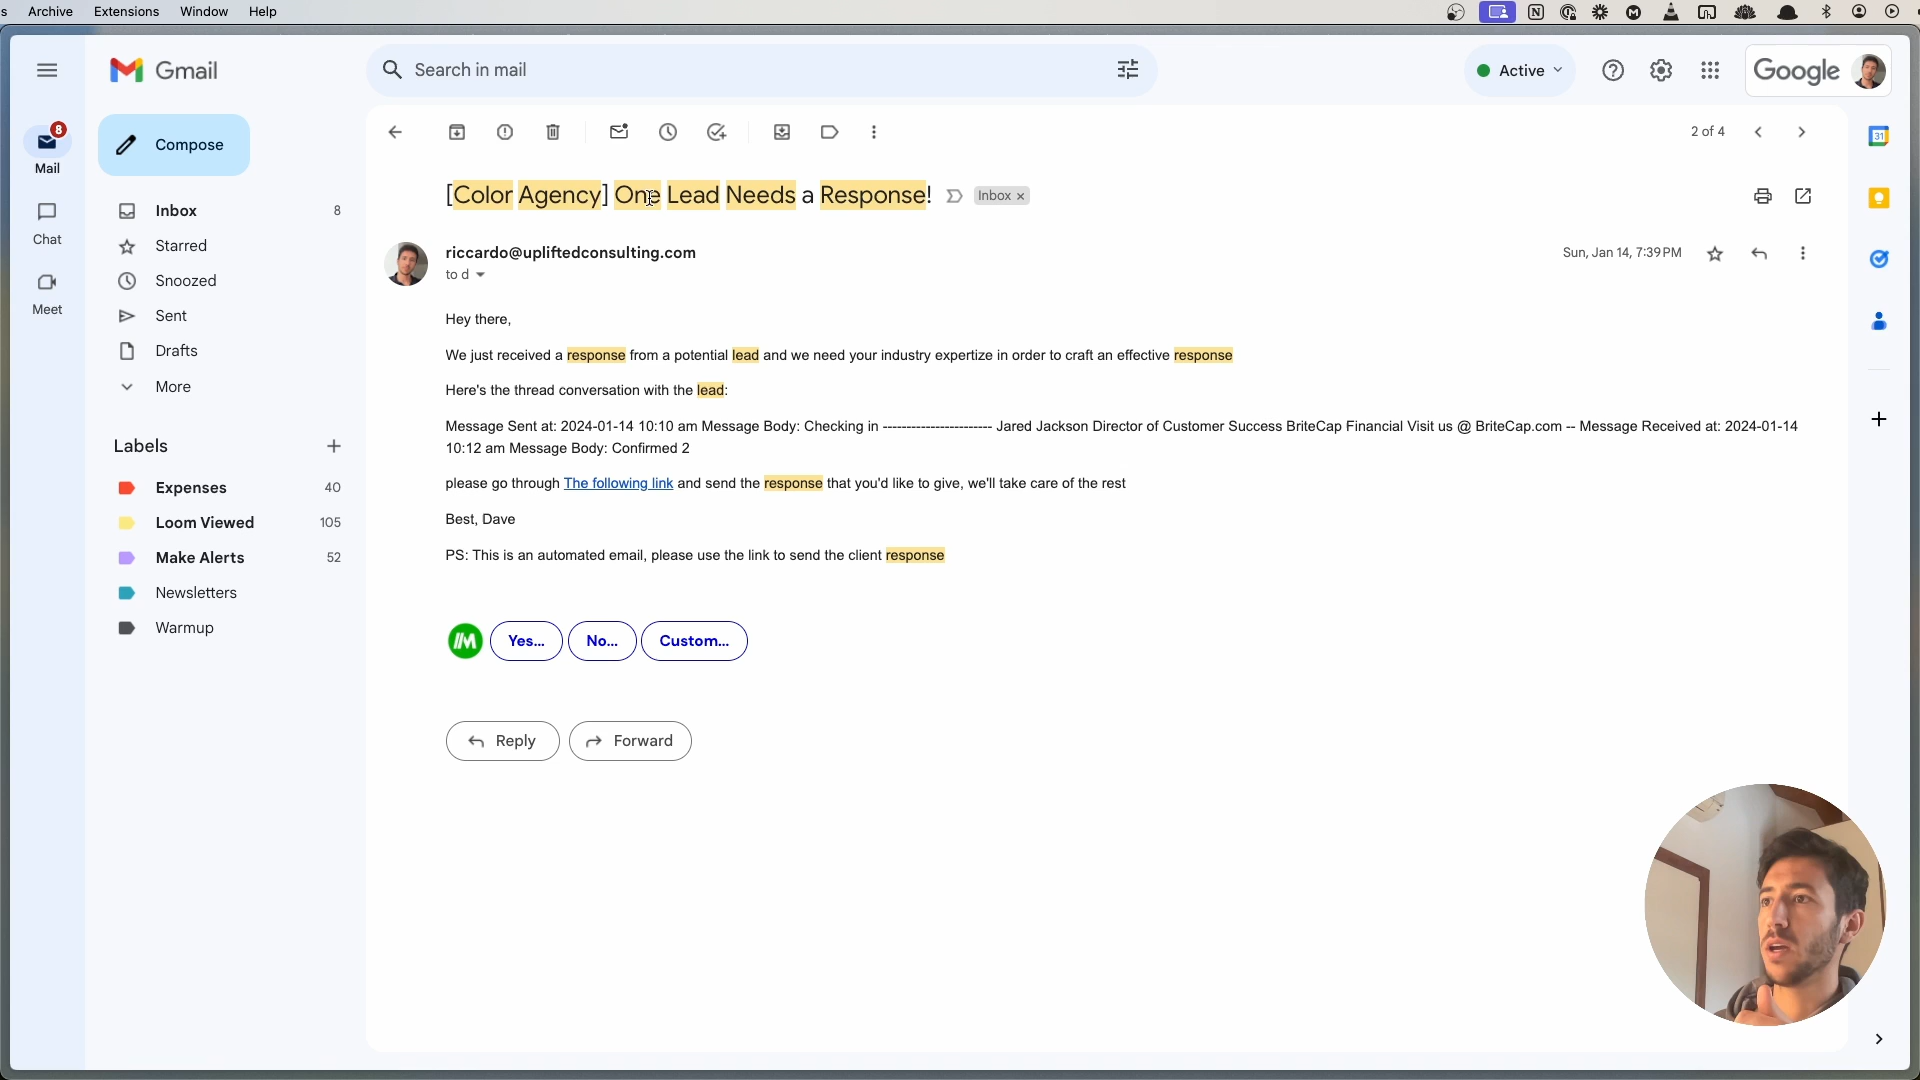 s Archive Extensions Window Help
Gmail
Search in mail
Active
Google
8
Mail
Compose
2 of 4
31
Chat
Meet
Inbox 8
Starred
Snoozed
Sent
Drafts
More
Labels
Expenses 40
Loom Viewed 105
Make Alerts 52
Newsletters
Warmup
[Color Agency] One Lead Needs a Response!
Inbox ×
riccardo@upliftedconsulting.com
to d
Sun, Jan 14, 7:39 PM
Hey there,
We just received a response from a potential lead and we need your industry expertize in order to craft an effective response
Here's the thread conversation with the lead:
Message Sent at: 2024-01-14 10:10 am Message Body: Checking in ----------------------- Jared Jackson Director of Customer Success BriteCap Financial Visit us @ BriteCap.com -- Message Received at: 2024-01-14
10:12 am Message Body: Confirmed 2
please go through The following link and send the response that you'd like to give, we'll take care of the rest
Best, Dave
PS: This is an automated email, please use the link to send the client response
Yes...
No...
Custom...
Reply
Forward